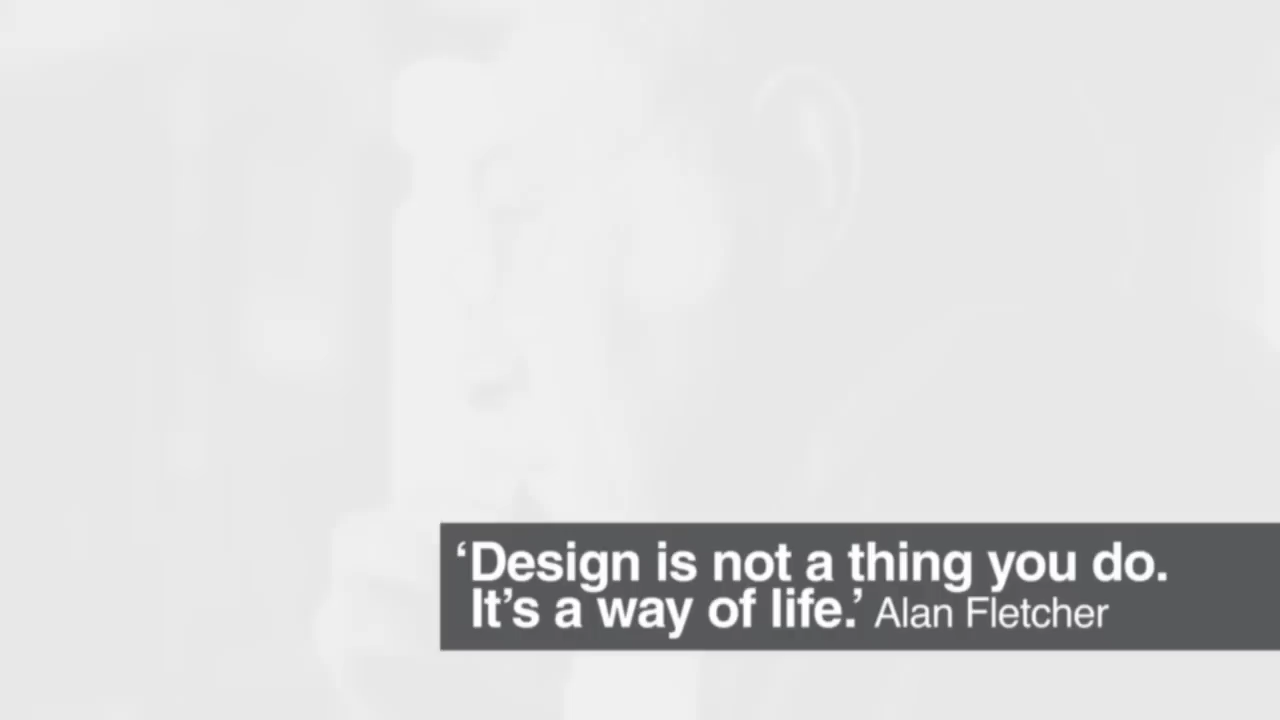 ‘Design is not a thing you do.
It’s a way of life.’ Alan Fletcher